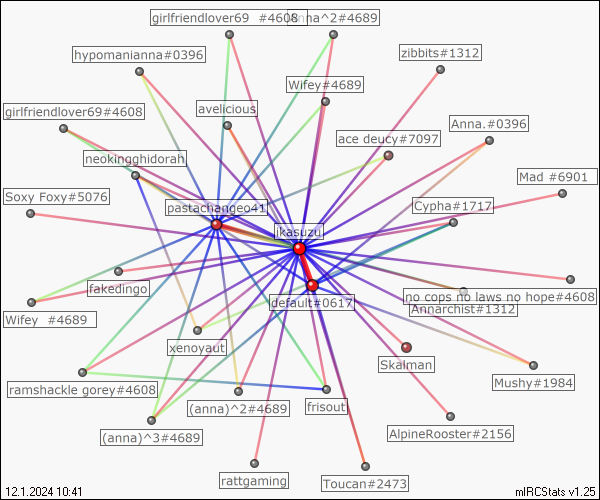 girlfriendlover69 #4608
nna^2#4689
hypomanianna#0396
zibbits#1312
Wifey#4689
girlfriendlover69#4608
avelicious
Anna.#0396
ace deucy#7097
neokingghidorah
Mad #6901
Soxy Foxy#5076
pastachangeo41
Cypha#1717
ikasuzu
fakedingo
default#0617
no cops no laws no hope#4608
Annarchist#1312
Wifey #4689
xenoyaut
Skalman
Mushy#1984
ramshackle gorey#4608
(anna)^2#4689
frisout
(anna)^3#4689
AlpineRooster#2156
rattgaming
Toucan#2473
12.1.2024 10:41
mIRCStats v1.25